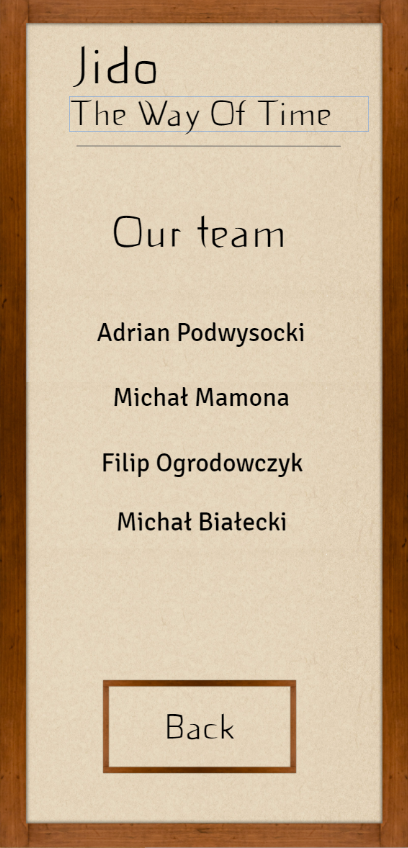 Jido
The Way Of Time
Our team
Adrian Podwysocki
Michał Mamona
Filip Ogrodowczyk
Michał Białecki
Back